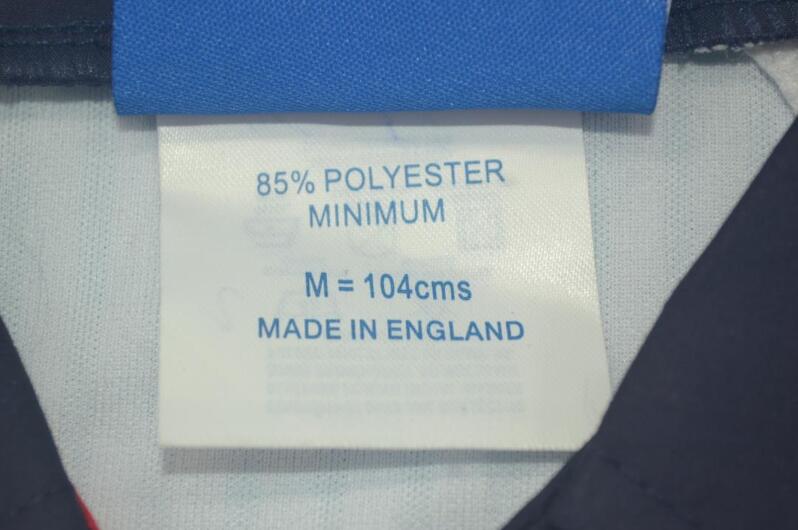 85% POLYESTER
MINIMUM
M = 104cms
MADE IN ENGLAND